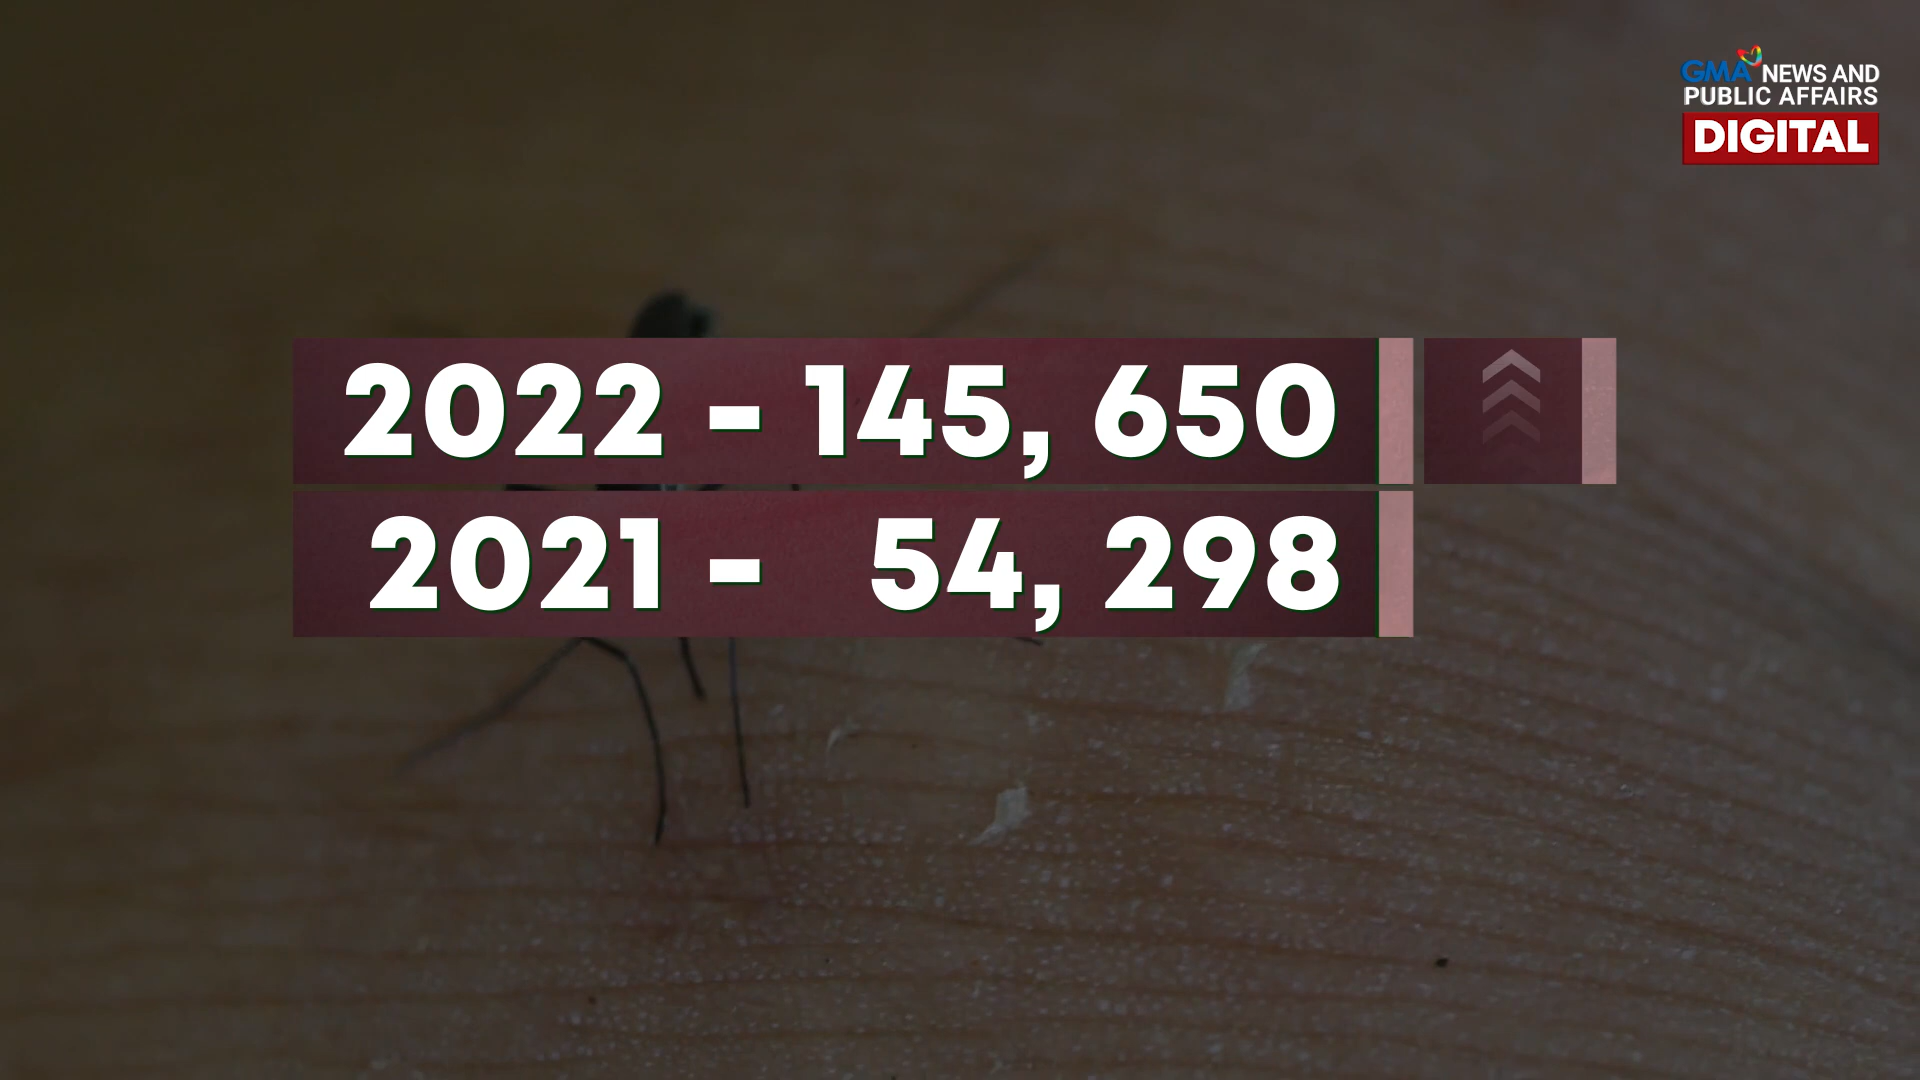 GMA NEWS AND
PUBLIC AFFAIRS
DIGITAL
2022 - 145, 650
2021 - 54, 298